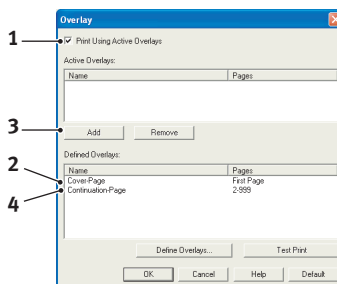 Overlay
1
Print Using Active Overlays
Active Overlays:
Name Pages
3
Add Remove
Defined Overlays:
2
Name Pages
Cover-Page First Page
4
Continuation-Page 2-999
Define Overlays... Test Print
OK Cancel Help Default